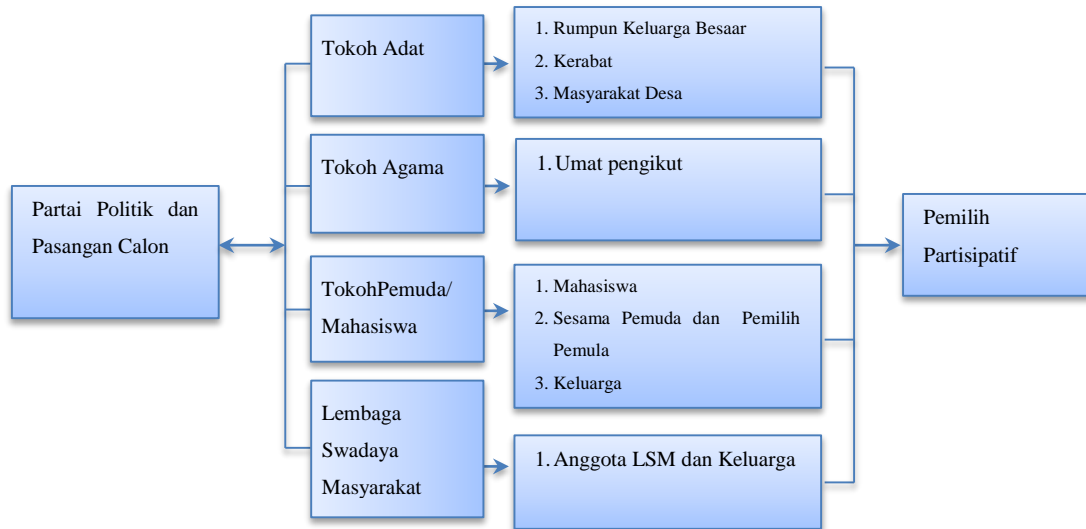 Partai Politik dan
Pasangan Calon
Tokoh Adat
1. Rumpun Keluarga Besaar
2. Kerabat
3. Masyarakat Desa
Tokoh Agama
1. Umat pengikut
TokohPemuda/
Mahasiswa
1. Mahasiswa
2. Sesama Pemuda dan Pemilih
Pemula
3. Keluarga
Lembaga
Swadaya
Masyarakat
1. Anggota LSM dan Keluarga
Pemilih
Partisipatif